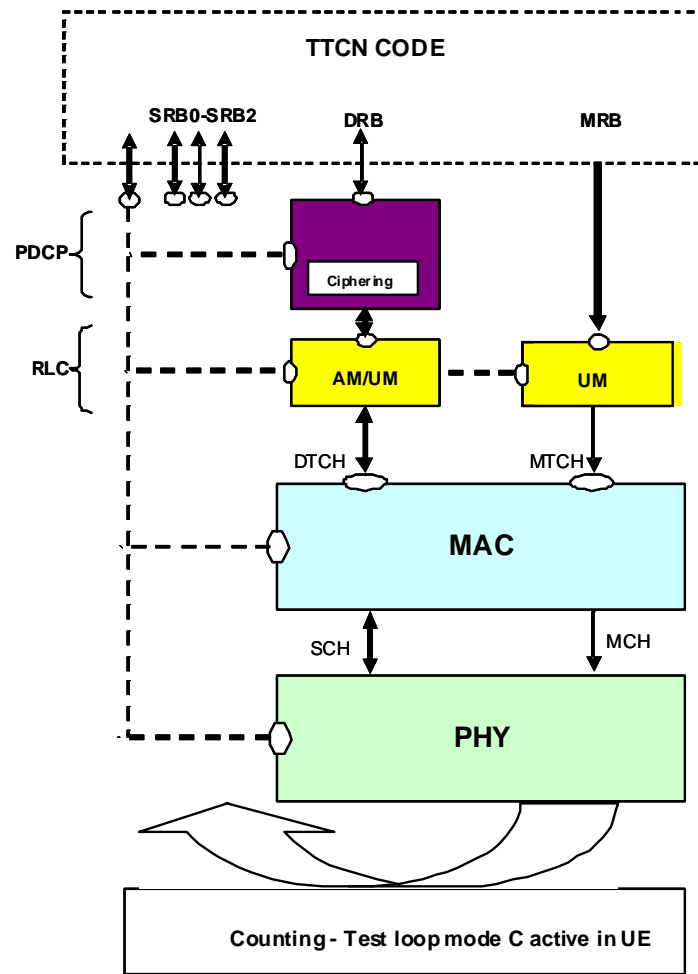 TTCN CODE
SRB0-SRB2
DRB
MRB
PDCP
Ciphering
RLC
AM/UM
UM
DTCH
MTCH
MAC
SCH
MCH
PHY
Counting - Test loop mode C active in UE